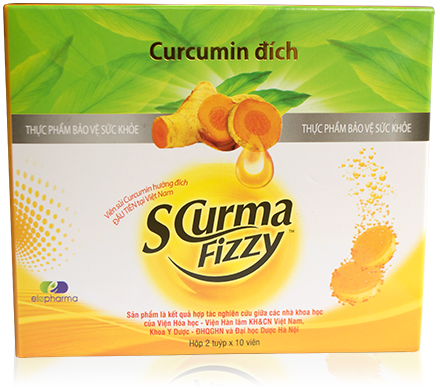 Curcumin đích
THỰC PHẨM BẢO VỆ SỨC KHỎE
THỰC PHẨM BẢO VỆ SỨC KHỎE
Viên sủi Curcumin hướng đích
ĐẦU TIÊN tại Việt Nam
SCurma
Fizzy™
elepharma
Sản phẩm là kết quả hợp tác nghiên cứu giữa các nhà khoa học
của Viện Hóa học - Viện Hàn lâm KH&CN Việt Nam,
Khoa Y Dược - ĐHQGHN và Đại học Dược Hà Nội
Hộp 2 tuýp x 10 viên